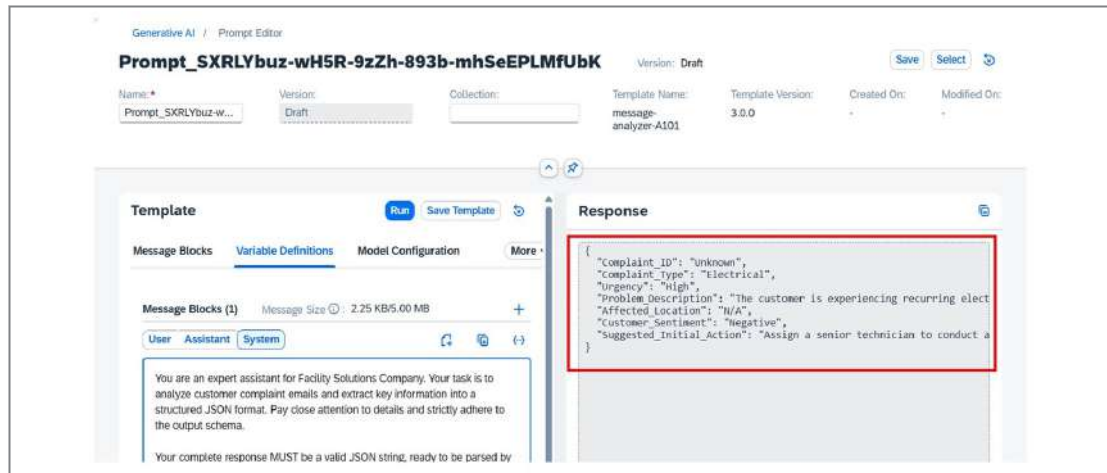 Generative AI / Prompt Editor
Prompt_SXRLYbuz-wH5R-9zZh-893b-mhSeEPLMfUbK Version: Draft Save Select
Name:* Version: Collection: Template Name: Template Version: Created On: Modified On:
Prompt_SXRLYbuz-w... Draft message-analyzer-A101 3.0.0 - -
Template Run Save Template
Message Blocks Variable Definitions Model Configuration More
Message Blocks (1) Message Size : 2.25 KB/5.00 MB +
User Assistant System
You are an expert assistant for Facility Solutions Company. Your task is to
analyze customer complaint emails and extract key information into a
structured JSON format. Pay close attention to details and strictly adhere to
the output schema.
Your complete response MUST be a valid JSON string, ready to be parsed by
Response
{
"Complaint_ID": "Unknown",
"Complaint_Type": "Electrical",
"Urgency": "High",
"Problem_Description": "The customer is experiencing recurring elect
"Affected_Location": "N/A",
"Customer_Sentiment": "Negative",
"Suggested_Initial_Action": "Assign a senior technician to conduct a
}